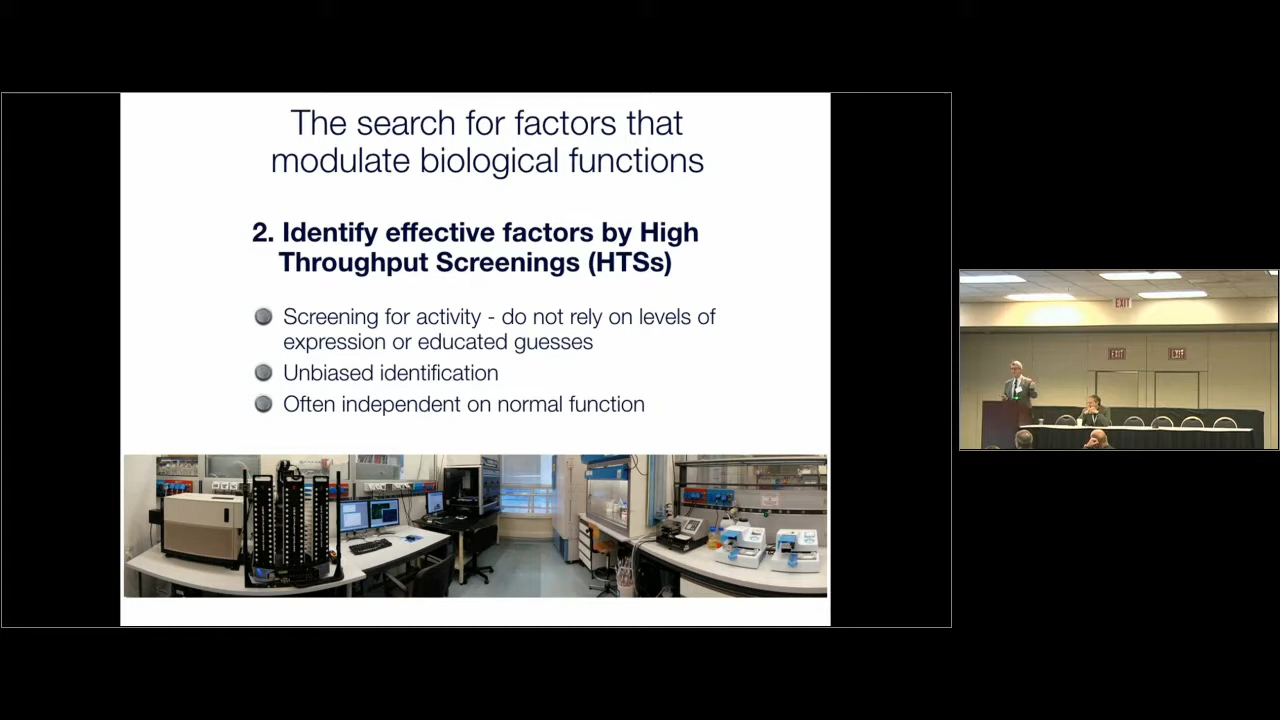 The search for factors that
modulate biological functions
2. Identify effective factors by High
Throughput Screenings (HTSs)
Screening for activity - do not rely on levels of
expression or educated guesses
Unbiased identification
Often independent on normal function
EXIT
EXIT
EXIT